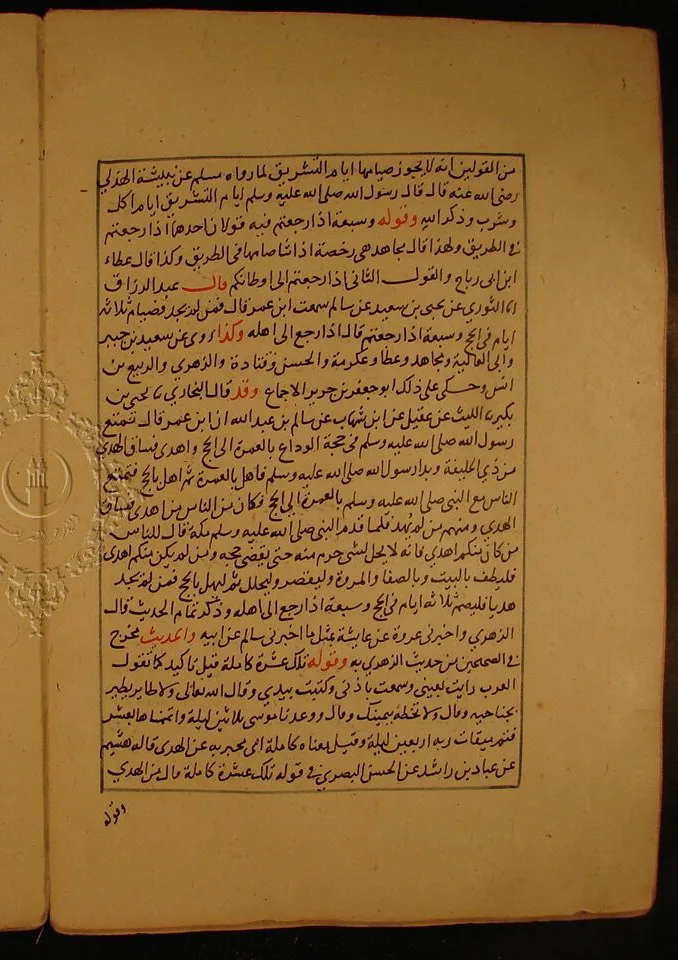 من القولين انه لا يجوز صيامها ايام التشريق لما رواه مسلم عن نبيشة الهذلي
رضي الله عنه قال قال رسول الله صلى الله عليه وسلم ايام التشريق ايام اكل
وشرب وذكر الله وقوله وسبعة اذا رجعتم فيه قولان احدهما اذا رجعتم
في الطريق ولهذا قال مجاهد هي رخصة اذا شا صامها في الطريق وكذا قال عطاء
ابن ابي رباح والقول الثاني اذا رجعتم الى اوطانكم قال عبد الرزاق
انا الثوري عن يحيى بن سعيد عن سالم سمعت ابن عمر قال فمن لم يجد فصيام ثلاثة
ايام في الحج وسبعة اذا رجعتم قال اذا رجع الى اهله وكذا روى عن سعيد بن جبير
وابي العالية ومجاهد وعطا وعكرمة والحسن وقتادة والزهري والربيع بن
انس وحكى على ذلك ابو جعفر بن جرير الاجماع وقد قال البخاري ثنا يحيى بن
بكير ثنا الليث عن عقيل عن ابن شهاب عن سالم بن عبد الله ان ابن عمر قال تمتع
رسول الله صلى الله عليه وسلم في حجة الوداع بالعمرة الى الحج واهدى فساق الهدي
من ذي الحليفة وبدا رسول الله صلى الله عليه وسلم فاهل بالعمرة ثم اهل بالحج فتمتع
الناس مع النبي صلى الله عليه وسلم بالعمرة الى الحج فكان من الناس من اهدى فساق
الهدي ومنهم من لم يهد فلما قدم النبي صلى الله عليه وسلم مكة قال للناس
من كان منكم اهدى فانه لا يحل لشي حرم منه حتى يقضي حجه ومن لم يكن منكم اهدى
فليطف بالبيت وبالصفا والمروة وليقصر وليحلل ثم ليهل بالحج فمن لم يجد
هديا فليصم ثلاثة ايام في الحج وسبعة اذا رجع الى اهله وذكر تمام الحديث قال
الزهري واخبرني عروة عن عايشة بمثل ما اخبرني سالم عن ابيه والحديث مخرج
في الصحيحين من حديث الزهري به وقوله تلك عشرة كاملة قيل تاكيد كما تقول
العرب رايت بعيني وسمعت باذني وكتبت بيدي وقال الله تعالى ولا طاير يطير
بجناحيه وقال ولا تخطه بيمينك وقال ووعدنا موسى ثلاثين ليلة واتممناها بعشر
فتم ميقات ربه اربعين ليلة وقيل معناه كاملة اي مجزية عن الهدي قاله هشيم
عن عباد بن راشد عن الحسن البصري في قوله تلك عشرة كاملة قال من الهدي
وقوله